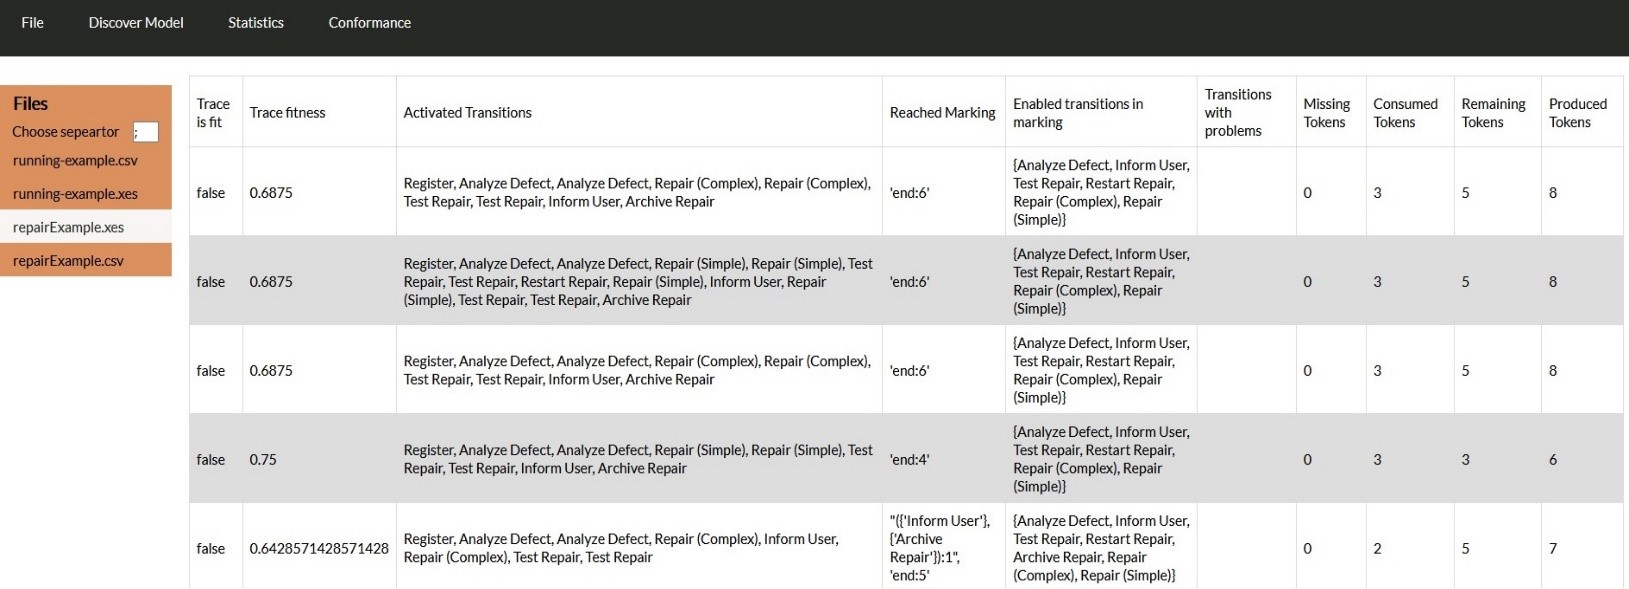 File Discover Model Statistics Conformance
Files
Choose sepeartor ;
running-example.csv
running-example.xes
repairExample.xes
repairExample.csv
Trace
is fit
Trace fitness
Activated Transitions
Reached Marking
Enabled transitions in
marking
Transitions
with
problems
Missing
Tokens
Consumed
Tokens
Remaining
Tokens
Produced
Tokens
false
0.6875
Register, Analyze Defect, Analyze Defect, Repair (Complex), Repair (Complex),
Test Repair, Test Repair, Inform User, Archive Repair
'end:6'
{Analyze Defect, Inform User,
Test Repair, Restart Repair,
Repair (Complex), Repair
(Simple)}
0
3
5
8
false
0.6875
Register, Analyze Defect, Analyze Defect, Repair (Simple), Repair (Simple), Test
Repair, Test Repair, Restart Repair, Repair (Simple), Inform User, Repair
(Simple), Test Repair, Test Repair, Archive Repair
'end:6'
{Analyze Defect, Inform User,
Test Repair, Restart Repair,
Repair (Complex), Repair
(Simple)}
0
3
5
8
false
0.6875
Register, Analyze Defect, Analyze Defect, Repair (Complex), Repair (Complex),
Test Repair, Test Repair, Inform User, Archive Repair
'end:6'
{Analyze Defect, Inform User,
Test Repair, Restart Repair,
Repair (Complex), Repair
(Simple)}
0
3
5
8
false
0.75
Register, Analyze Defect, Analyze Defect, Repair (Simple), Repair (Simple), Test
Repair, Test Repair, Inform User, Archive Repair
'end:4'
{Analyze Defect, Inform User,
Test Repair, Restart Repair,
Repair (Complex), Repair
(Simple)}
0
3
3
6
false
0.6428571428571428
Register, Analyze Defect, Analyze Defect, Repair (Complex), Inform User,
Repair (Complex), Test Repair, Test Repair
"({'Inform User'},
{'Archive
Repair'}):1",
'end:5'
{Analyze Defect, Inform User,
Test Repair, Restart Repair,
Archive Repair, Repair
(Complex), Repair (Simple)}
0
2
5
7